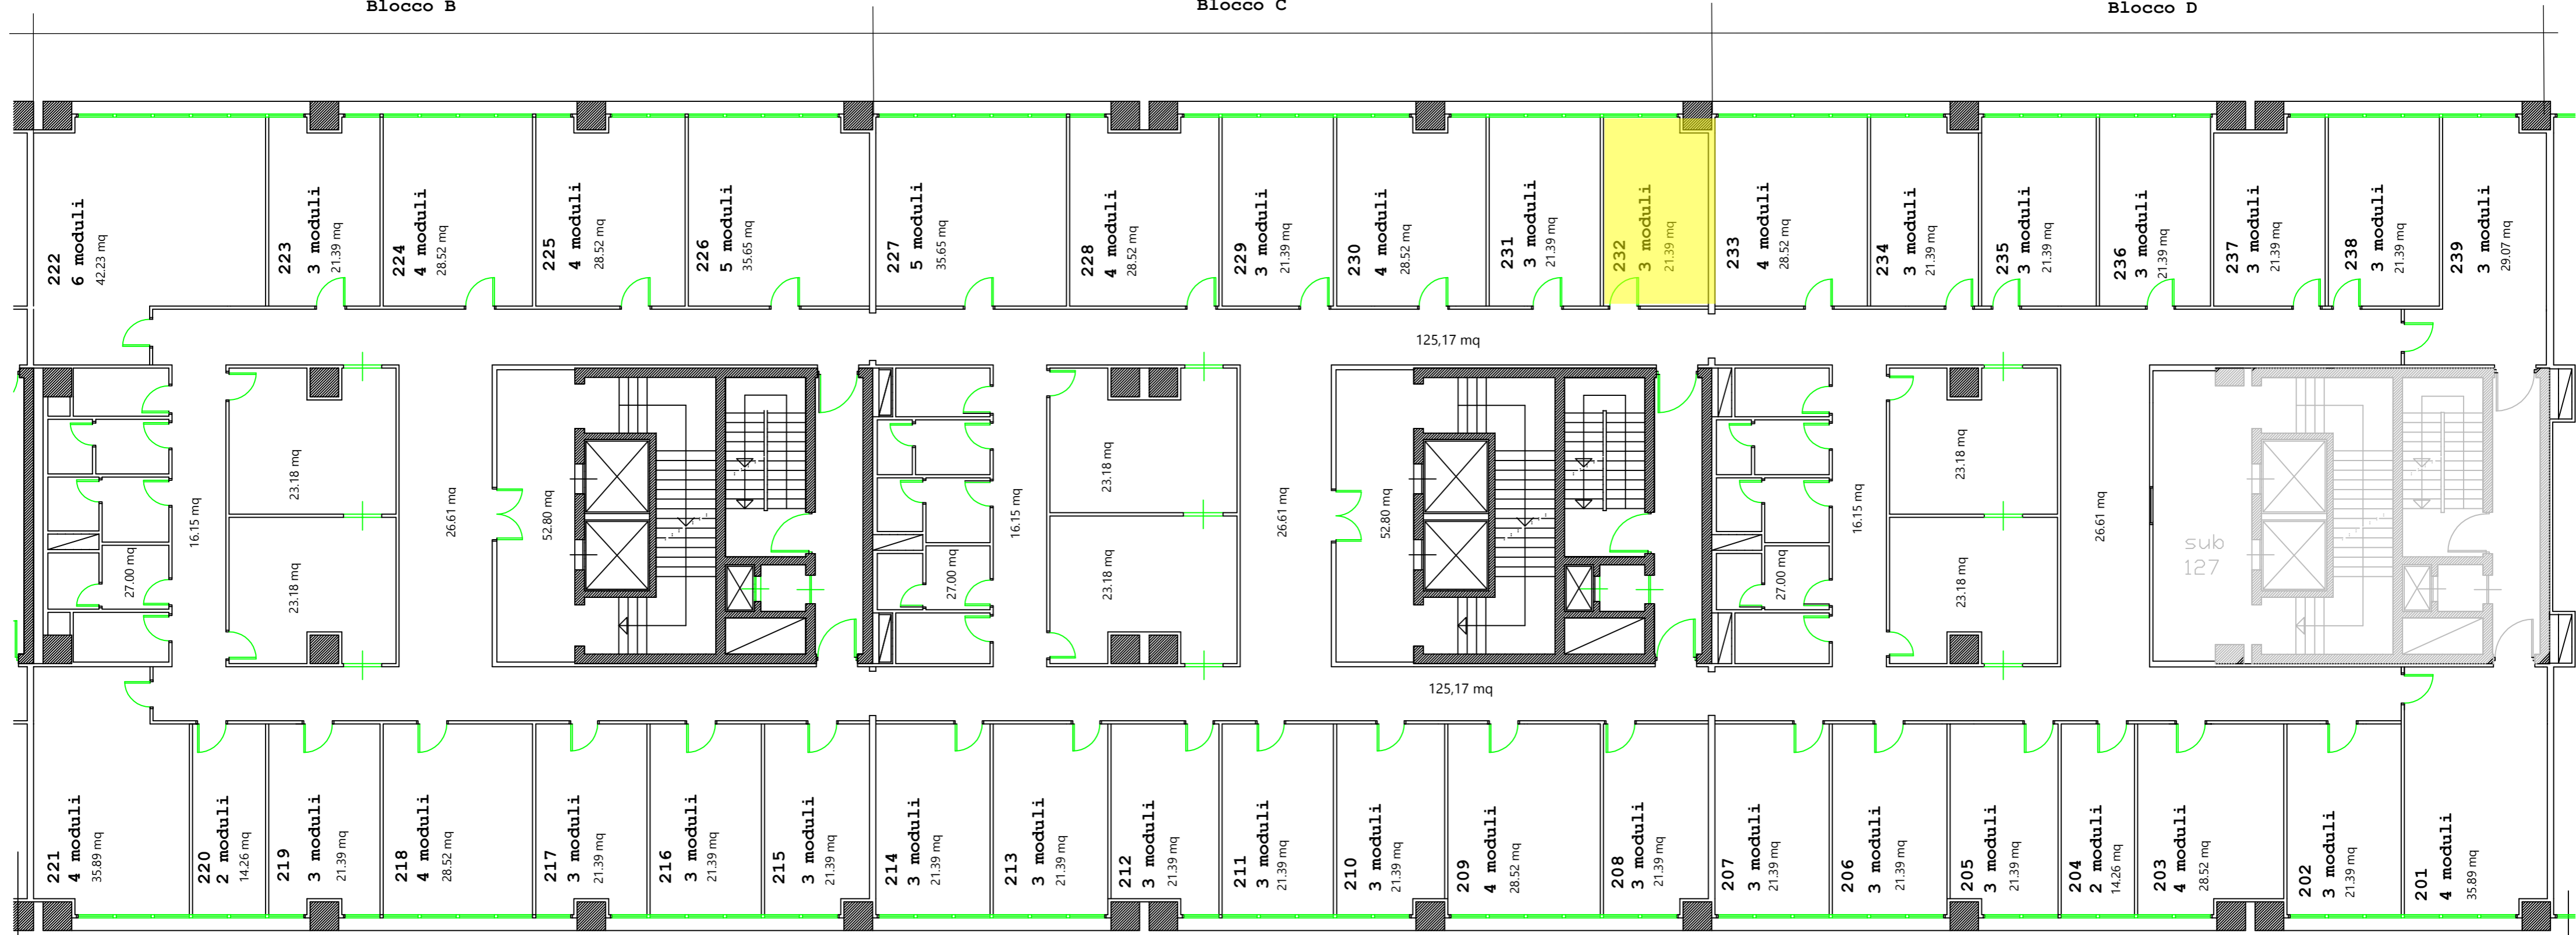 Blocco B
Blocco C
Blocco D
222
6 moduli
42.23 mq
223
3 moduli
21.39 mq
224
4 moduli
28.52 mq
225
4 moduli
28.52 mq
226
5 moduli
35.65 mq
227
5 moduli
35.65 mq
228
4 moduli
28.52 mq
229
3 moduli
21.39 mq
230
4 moduli
28.52 mq
231
3 moduli
21.39 mq
232
3 moduli
21.39 mq
233
4 moduli
28.52 mq
234
3 moduli
21.39 mq
235
3 moduli
21.39 mq
236
3 moduli
21.39 mq
237
3 moduli
21.39 mq
238
3 moduli
21.39 mq
239
3 moduli
29.07 mq
125,17 mq
27.00 mq
16.15 mq
23.18 mq
23.18 mq
26.61 mq
52.80 mq
27.00 mq
16.15 mq
23.18 mq
23.18 mq
26.61 mq
52.80 mq
27.00 mq
16.15 mq
23.18 mq
23.18 mq
26.61 mq
sub
127
125,17 mq
221
4 moduli
35.89 mq
220
2 moduli
14.26 mq
219
3 moduli
21.39 mq
218
4 moduli
28.52 mq
217
3 moduli
21.39 mq
216
3 moduli
21.39 mq
215
3 moduli
21.39 mq
214
3 moduli
21.39 mq
213
3 moduli
21.39 mq
212
3 moduli
21.39 mq
211
3 moduli
21.39 mq
210
3 moduli
21.39 mq
209
4 moduli
28.52 mq
208
3 moduli
21.39 mq
207
3 moduli
21.39 mq
206
3 moduli
21.39 mq
205
3 moduli
21.39 mq
204
2 moduli
14.26 mq
203
4 moduli
28.52 mq
202
3 moduli
21.39 mq
201
4 moduli
35.89 mq